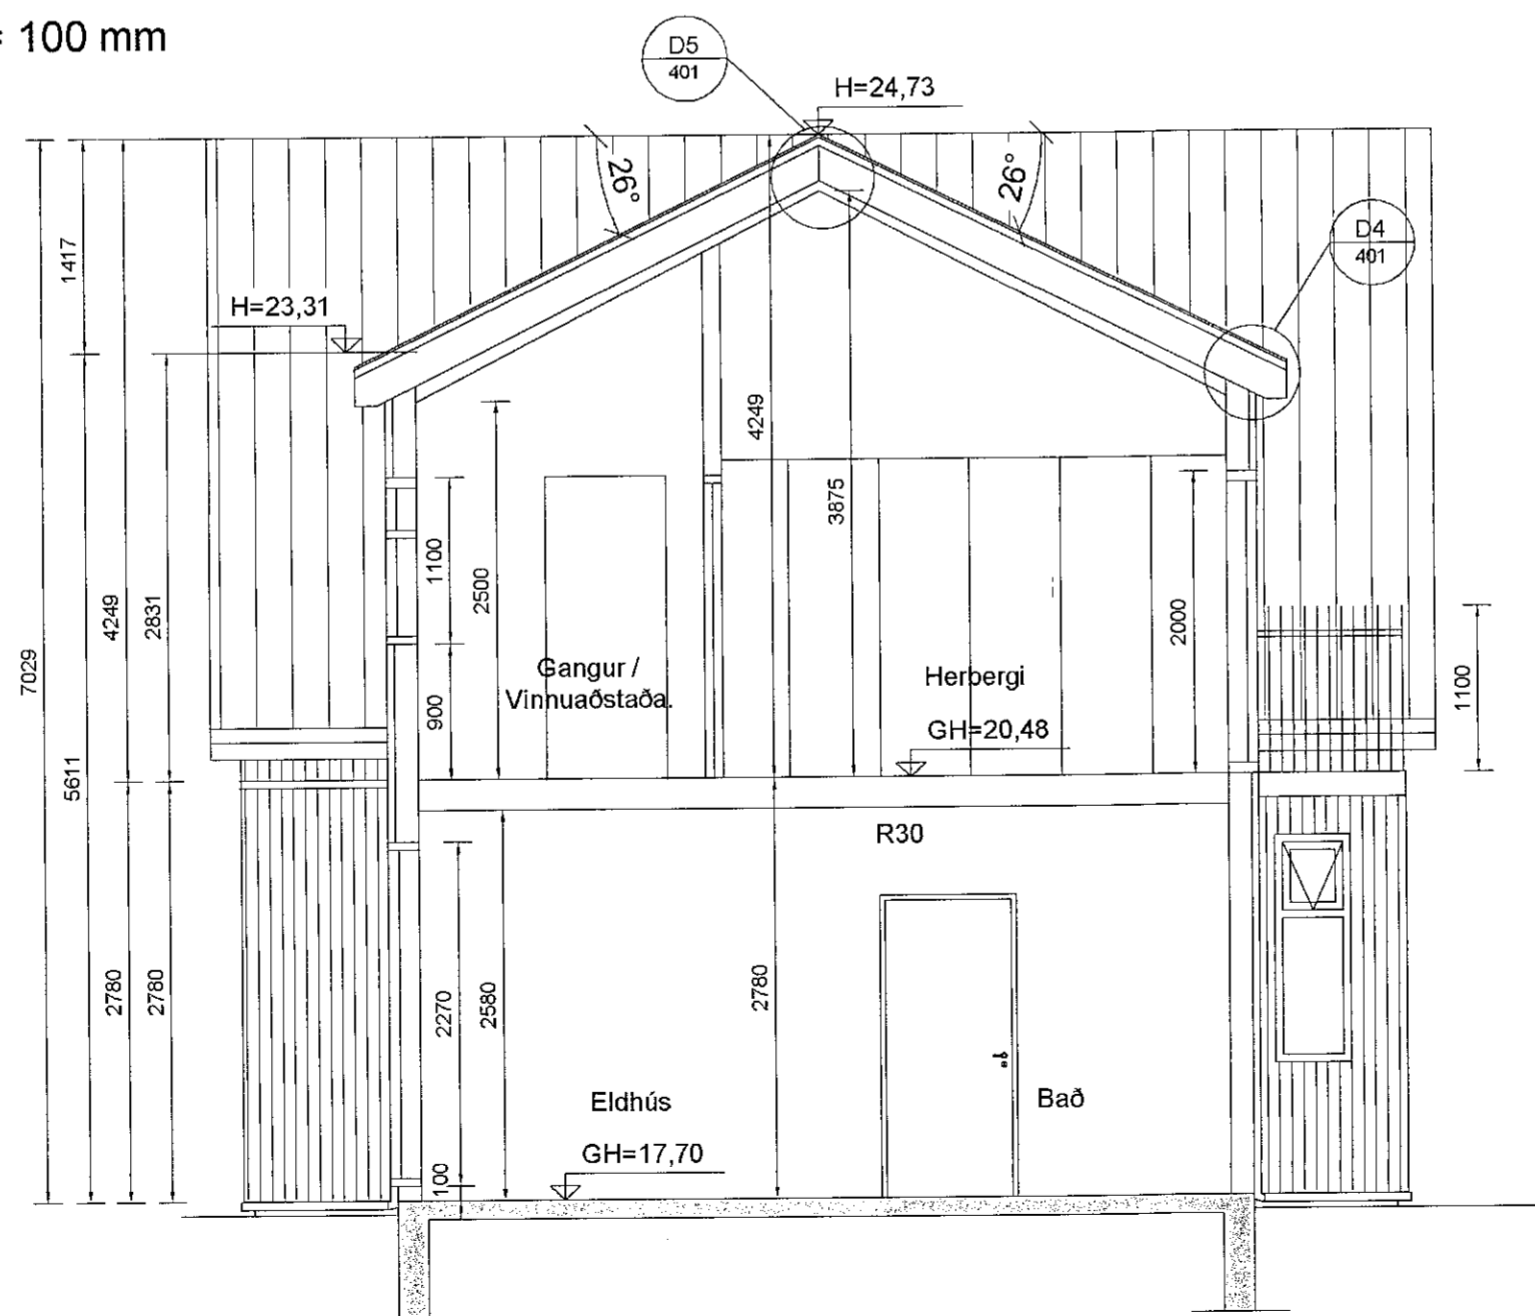 = 100 mm
D5
401
H=24,73
26°
26°
D4
401
1417
H=23,31
4249
3875
1100
2500
4249
2831
2000
7029
Gangur /
Vinnuaðstaða.
Herbergi
1100
900
GH=20,48
5611
R30
2780
2780
2270
2580
2780
Eldhús
Bað
GH=17,70
100